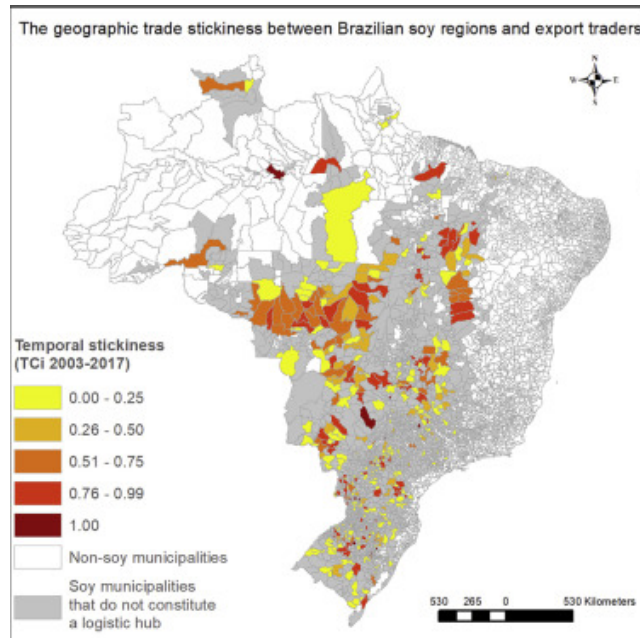 The geographic trade stickiness between Brazilian soy regions and export traders
N
W E
S
Temporal stickiness
(TCi 2003-2017)
0.00 - 0.25
0.26 - 0.50
0.51 - 0.75
0.76 - 0.99
1.00
Non-soy municipalities
Soy municipalities
that do not constitute
a logistic hub
530 265 0 530 Kilometers